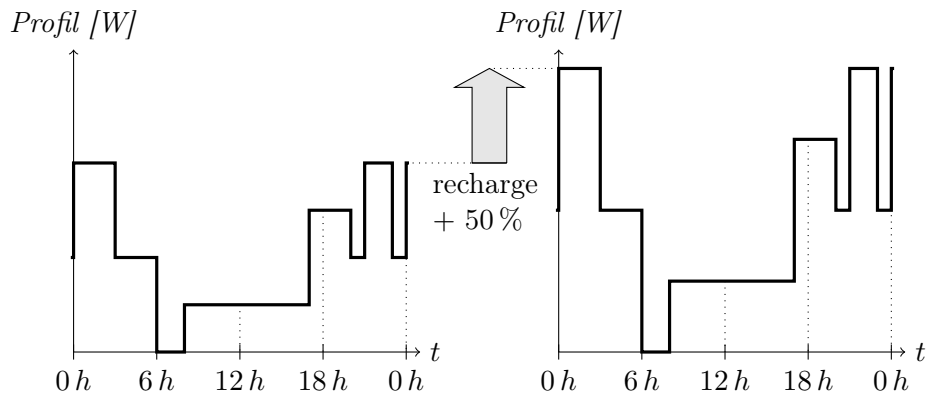 Profil [W]
Profil [W]
recharge
+ 50 %
t
t
0 h 6 h 12 h 18 h 0 h
0 h 6 h 12 h 18 h 0 h